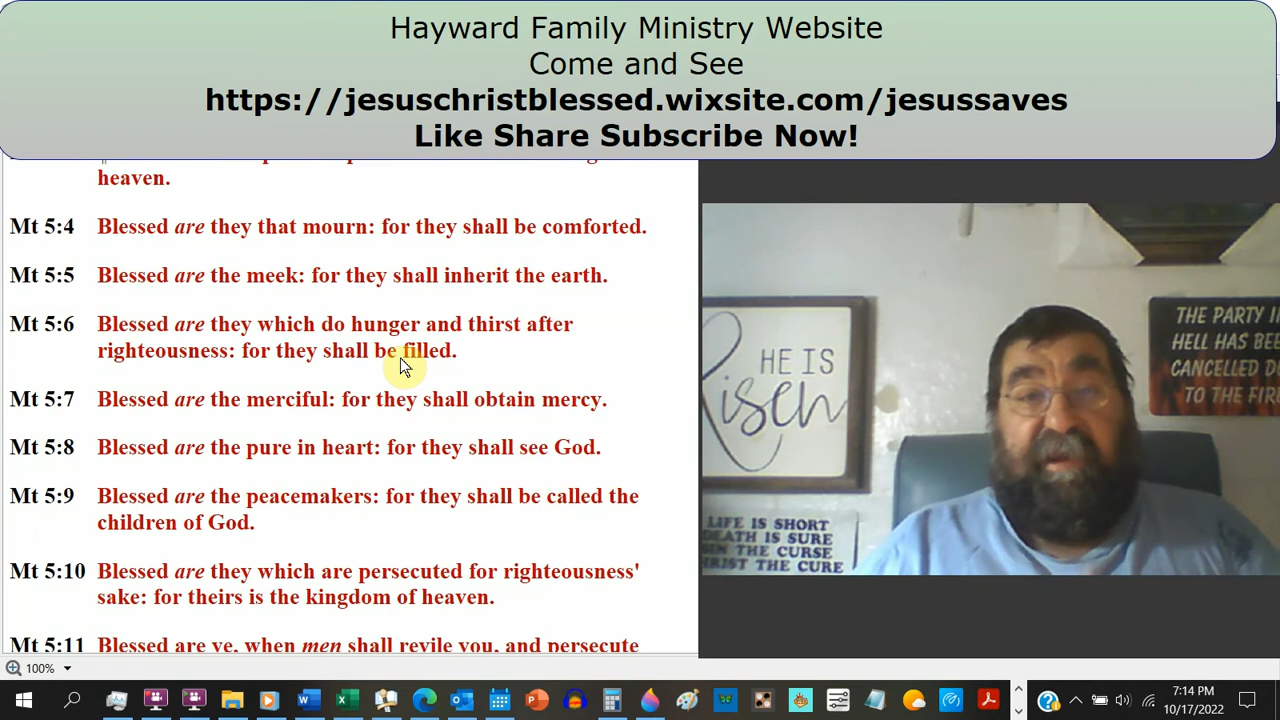 Hayward Family Ministry Website
Come and See
https://jesuschristblessed.wixsite.com/jesussaves
Like Share Subscribe Now!
heaven.
Mt 5:4 Blessed are they that mourn: for they shall be comforted.
Mt 5:5 Blessed are the meek: for they shall inherit the earth.
Mt 5:6 Blessed are they which do hunger and thirst after
righteousness: for they shall be filled.
Mt 5:7 Blessed are the merciful: for they shall obtain mercy.
Mt 5:8 Blessed are the pure in heart: for they shall see God.
Mt 5:9 Blessed are the peacemakers: for they shall be called the
children of God.
Mt 5:10 Blessed are they which are persecuted for righteousness'
sake: for theirs is the kingdom of heaven.
Mt 5:11 Blessed are ye, when men shall revile you, and persecute
HE IS
Risen
THE PARTY I
HELL HAS BEE
CANCELLED D
TO THE FIR
LIFE IS SHORT
DEATH IS SURE
THE CURSE
THE CURE
100%
7:14 PM
10/17/2022